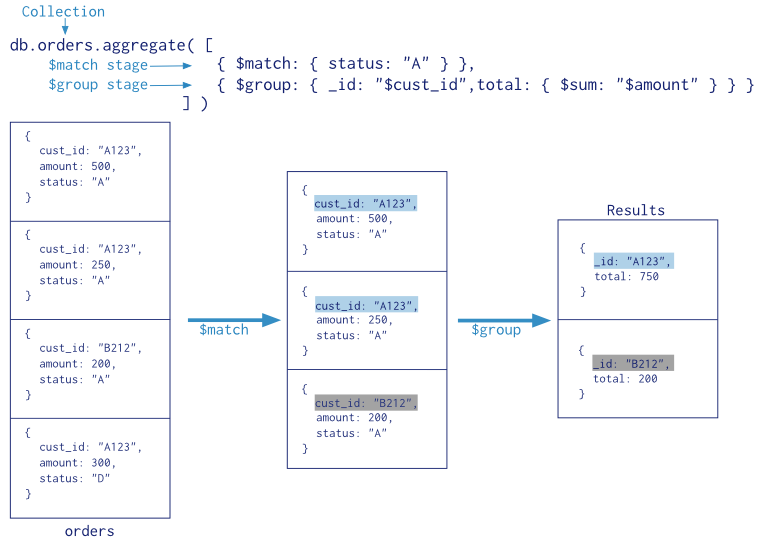 Collection
db.orders.aggregate( [
$match stage { $match: { status: "A" } },
$group stage { $group: { _id: "$cust_id",total: { $sum: "$amount" } } }
] )
{
cust_id: "A123",
amount: 500,
status: "A"
}
{
cust_id: "A123",
amount: 250,
status: "A"
}
{
cust_id: "B212",
amount: 200,
status: "A"
}
{
cust_id: "A123",
amount: 300,
status: "D"
}
orders
$match
{
cust_id: "A123",
amount: 500,
status: "A"
}
{
cust_id: "A123",
amount: 250,
status: "A"
}
{
cust_id: "B212",
amount: 200,
status: "A"
}
$group
Results
{
_id: "A123",
total: 750
}
{
_id: "B212",
total: 200
}